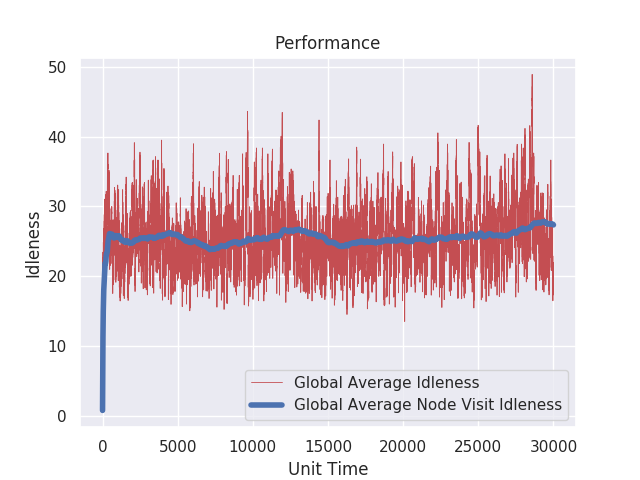 Performance
50
40
30
20
10
0
Idleness
Global Average Idleness
Global Average Node Visit Idleness
0 5000 10000 15000 20000 25000 30000
Unit Time